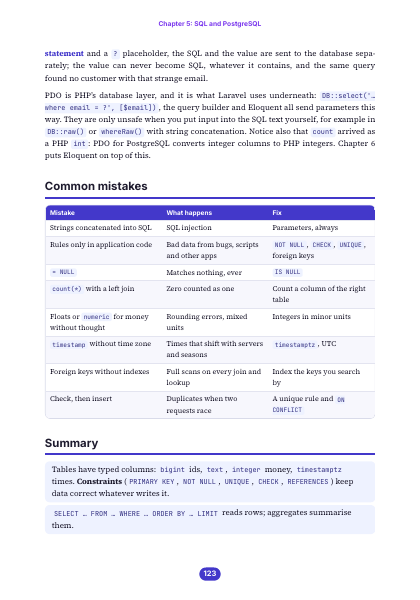 Chapter 5: SQL and PostgreSQL
statement and a ? placeholder, the SQL and the value are sent to the database sepa-
rately; the value can never become SQL, whatever it contains, and the same query
found no customer with that strange email.
PDO is PHP's database layer, and it is what Laravel uses underneath: DB::select('…
where email = ?', [$email]), the query builder and Eloquent all send parameters this
way. They are only unsafe when you put input into the SQL text yourself, for example in
DB::raw() or whereRaw() with string concatenation. Notice also that count arrived as
a PHP int: PDO for PostgreSQL converts integer columns to PHP integers. Chapter 6
puts Eloquent on top of this.
Common mistakes
Mistake What happens Fix
Strings concatenated into SQL SQL injection Parameters, always
Rules only in application code Bad data from bugs, scripts NOT NULL, CHECK, UNIQUE,
and other apps foreign keys
= NULL Matches nothing, ever IS NULL
count(*) with a left join Zero counted as one Count a column of the right
table
Floats or numeric for money Rounding errors, mixed Integers in minor units
without thought units
timestamp without time zone Times that shift with servers timestamptz, UTC
and seasons
Foreign keys without indexes Full scans on every join and Index the keys you search
lookup by
Check, then insert Duplicates when two A unique rule and ON
requests race CONFLICT
Summary
Tables have typed columns: bigint ids, text, integer money, timestamptz
times. Constraints (PRIMARY KEY, NOT NULL, UNIQUE, CHECK, REFERENCES) keep
data correct whatever writes it.
SELECT … FROM … WHERE … ORDER BY … LIMIT reads rows; aggregates summarise
them.
123